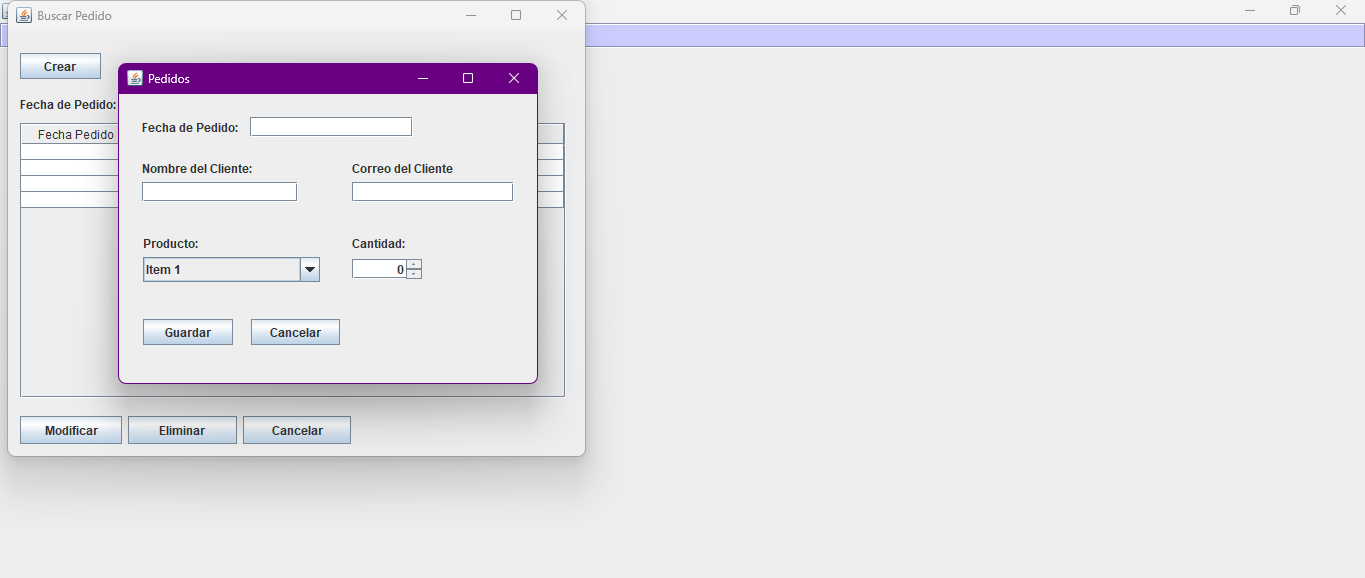 Buscar Pedido
Crear
Pedidos
Fecha de Pedido:
Fecha Pedido
Fecha de Pedido:
Nombre del Cliente:
Correo del Cliente
Producto:
Cantidad:
Item 1
0
Guardar
Cancelar
Modificar
Eliminar
Cancelar